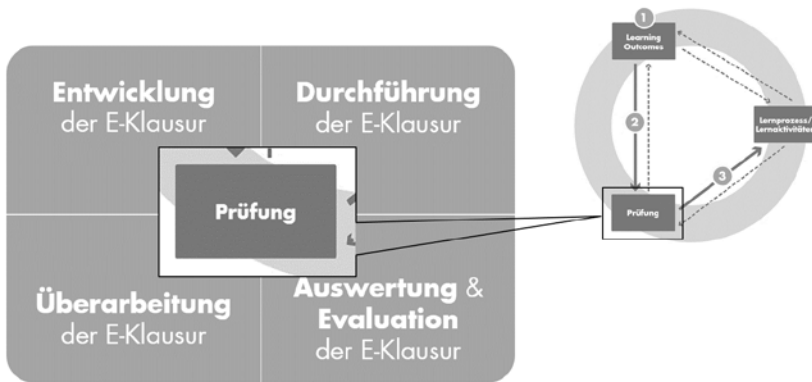 Entwicklung
der E-Klausur
Durchführung
der E-Klausur
Prüfung
Überarbeitung
der E-Klausur
Auswertung &
Evaluation
der E-Klausur
1
Learning
Outcomes
2
Lernprozess/
Lernaktivitäten
3
Prüfung